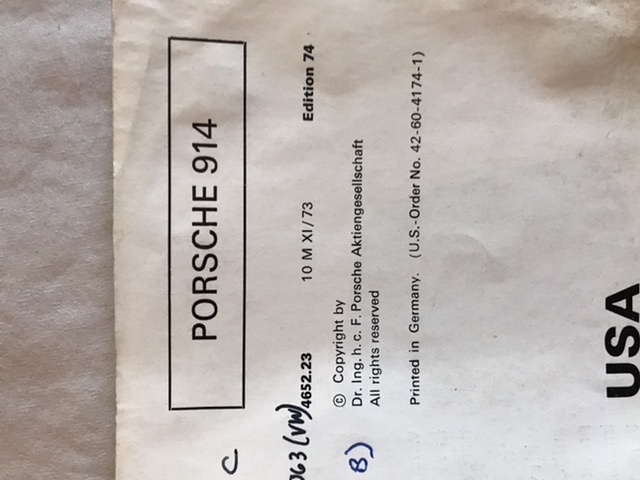 PORSCHE 914
C
063 (VW) 4652.23 10 M XI/73 Edition 74
B)
© Copyright by
Dr. Ing. h. c. F. Porsche Aktiengesellschaft
All rights reserved
Printed in Germany. (U.S.-Order No. 42-60-4174-1)
USA